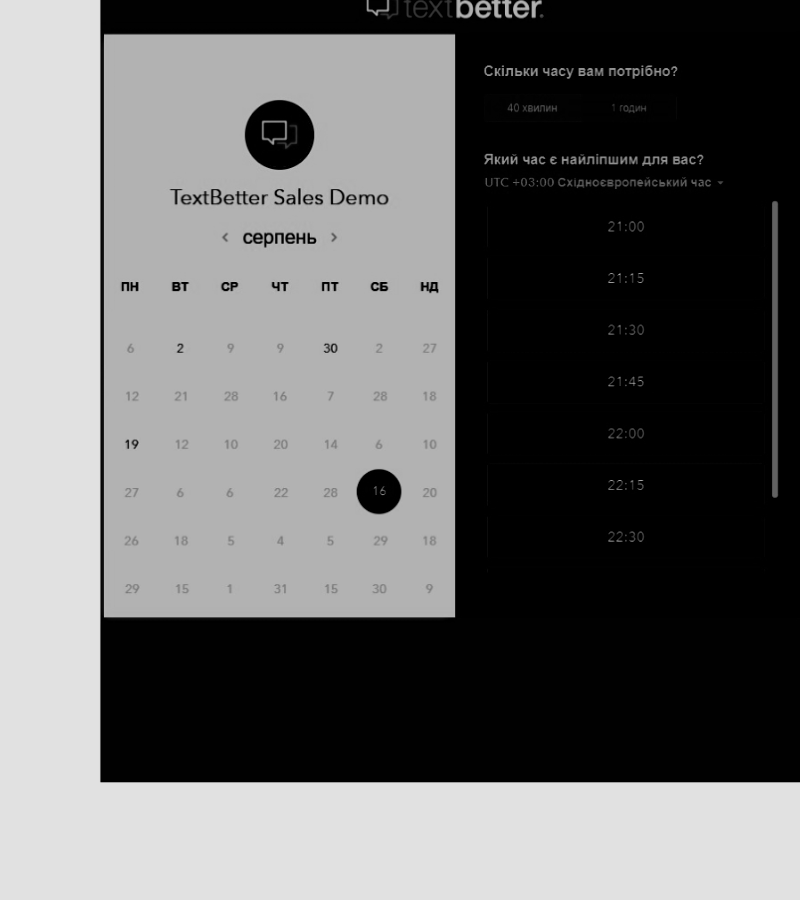 textbetter.
TextBetter Sales Demo
< серпень >
ПН ВТ СР ЧТ ПТ СБ НД
6 2 9 9 30 2 27
12 21 28 16 7 28 18
19 12 10 20 14 6 10
27 6 6 22 28 16 20
26 18 5 4 5 29 18
29 15 1 31 15 30 9
Скільки часу вам потрібно?
40 хвилин 1 годин
Який час є найліпшим для вас?
UTC +03:00 Східноєвропейський час
21:00
21:15
21:30
21:45
22:00
22:15
22:30